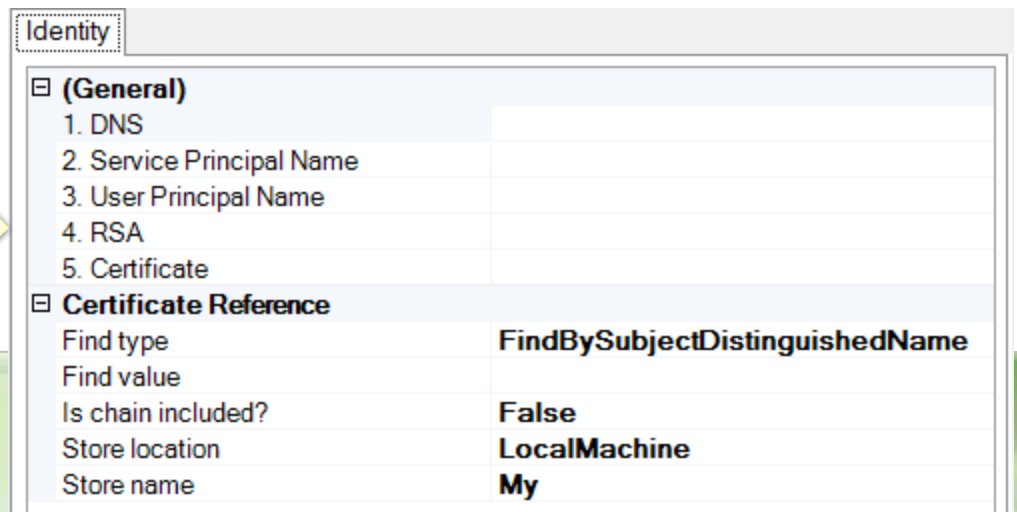 Identity
(General)
1. DNS
2. Service Principal Name
3. User Principal Name
4. RSA
5. Certificate
Certificate Reference
Find type FindBySubjectDistinguishedName
Find value
Is chain included? False
Store location LocalMachine
Store name My